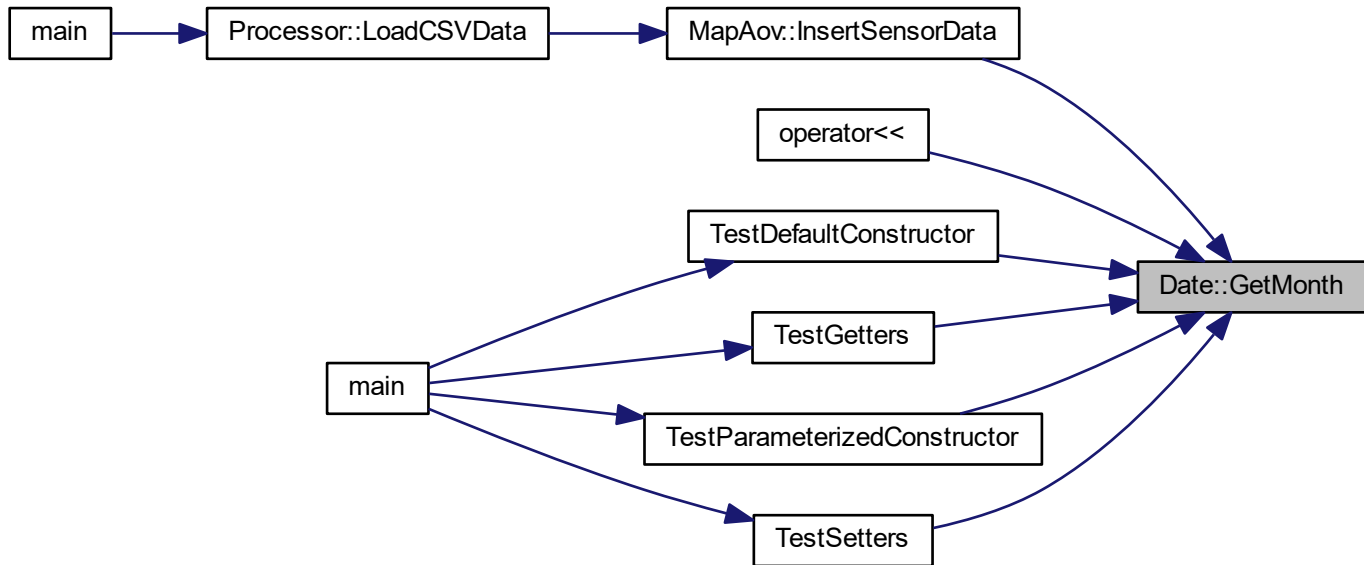 main
Processor::LoadCSVData
MapAov::InsertSensorData
operator<<
TestDefaultConstructor
Date::GetMonth
TestGetters
main
TestParameterizedConstructor
TestSetters